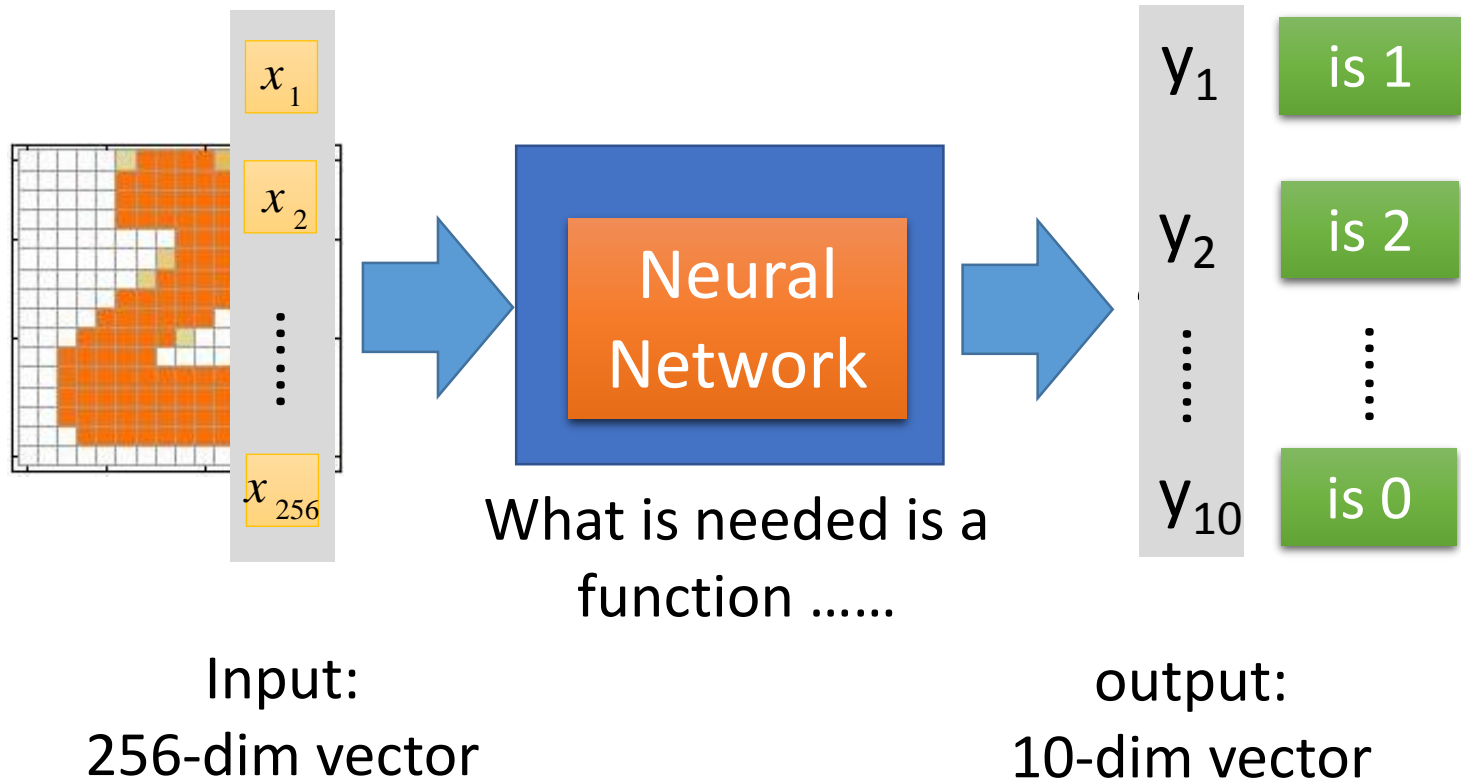 x₁
x₂
⋮
x₂₅₆
Neural
Network
What is needed is a
function ......
y₁
is 1
y₂
is 2
⋮
⋮
y₁₀
is 0
Input:
256-dim vector
output:
10-dim vector